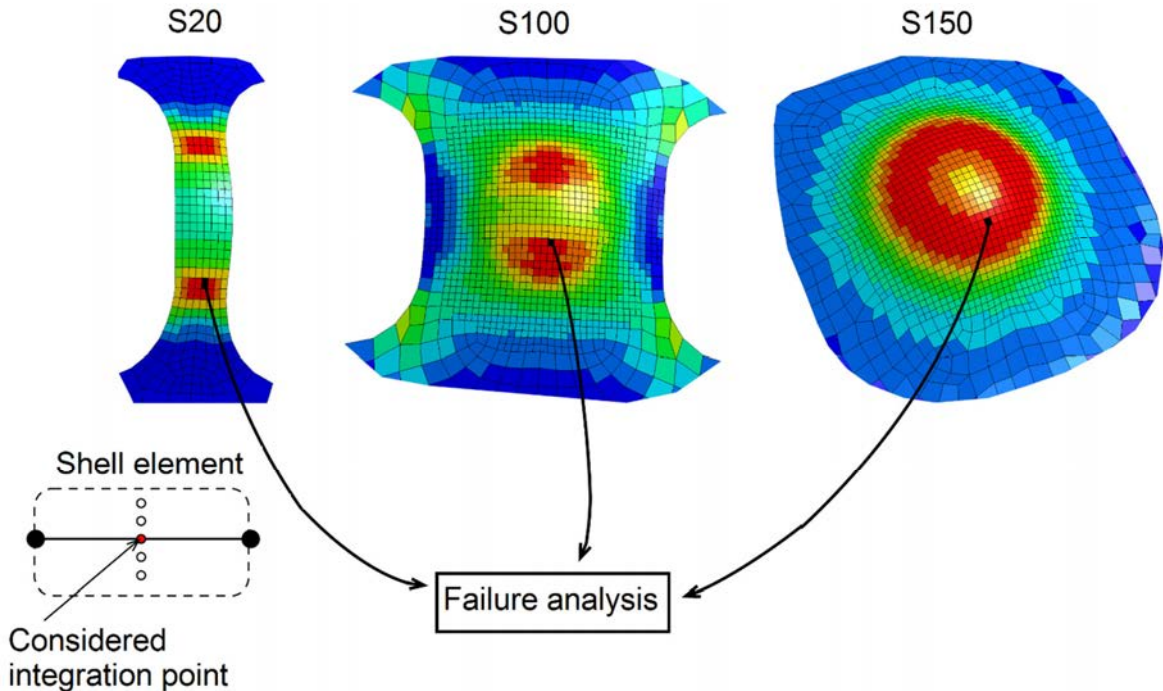 S20
S100
S150
Shell element
Failure analysis
Considered
integration point